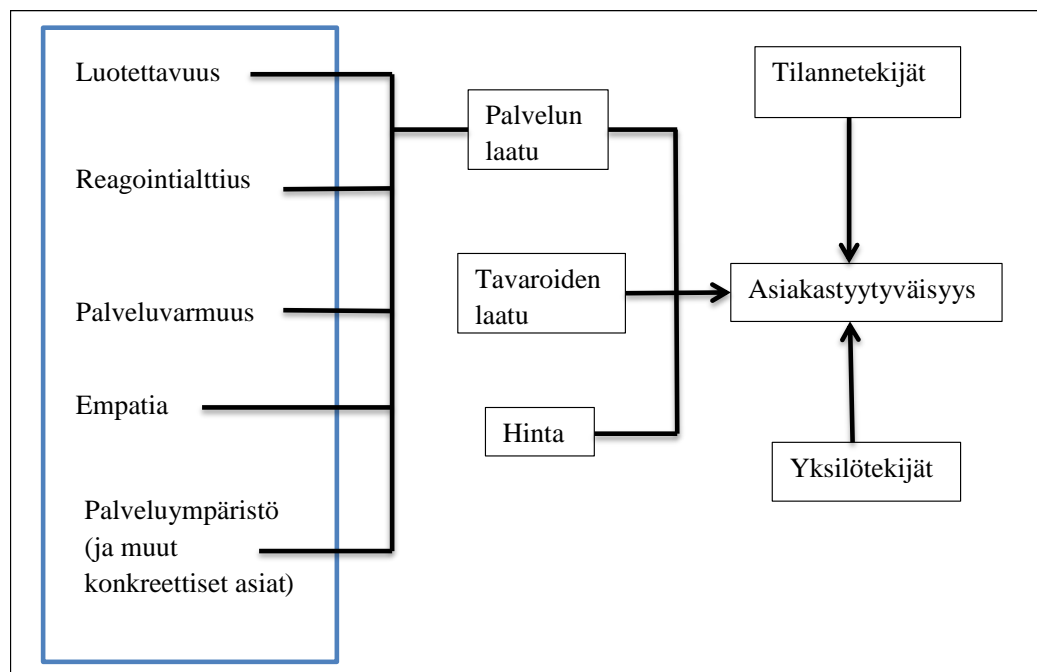 Luotettavuus
Reagointialttius
Palveluvarmuus
Empatia
Palveluympäristö
(ja muut
konkreettiset asiat)
Palvelun
laatu
Tavaroiden
laatu
Hinta
Tilannetekijät
Asiakastyytyväisyys
Yksilötekijät